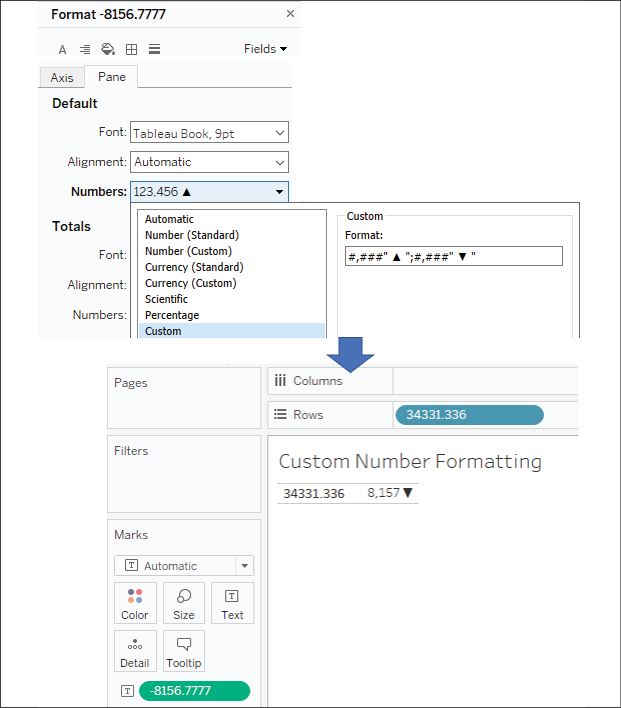 Format -8156.7777 ×
A Fields
Axis Pane
Default
Font: Tableau Book, 9pt
Alignment: Automatic
Numbers: 123,456 ▲
Totals
Font:
Alignment:
Numbers:
Automatic
Number (Standard)
Number (Custom)
Currency (Standard)
Currency (Custom)
Scientific
Percentage
Custom
Custom
Format:
#,###" ▲ ";#,###" ▼ "
Pages
Columns
Rows 34331.336
Filters
Custom Number Formatting
34331.336 8,157▼
Marks
T Automatic
Color Size T Text
Detail Tooltip
T -8156.7777